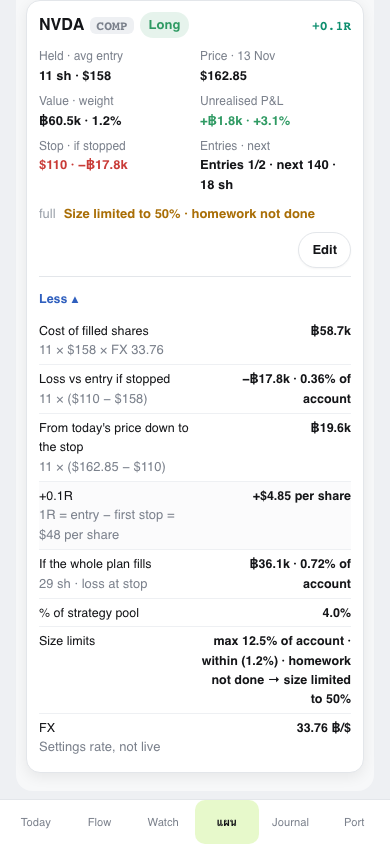 NVDA COMP Long +0.1R
Held · avg entry Price · 13 Nov
11 sh · $158 $162.85
Value · weight Unrealised P&L
฿60.5k · 1.2% +฿1.8k · +3.1%
Stop · if stopped Entries · next
$110 · −฿17.8k Entries 1/2 · next 140 ·
18 sh
full Size limited to 50% · homework not done
Edit
Less ▲
Cost of filled shares ฿58.7k
11 × $158 × FX 33.76
Loss vs entry if stopped −฿17.8k · 0.36% of
11 × ($110 − $158) account
From today's price down to ฿19.6k
the stop
11 × ($162.85 − $110)
+0.1R +$4.85 per share
1R = entry − first stop =
$48 per share
If the whole plan fills ฿36.1k · 0.72% of
29 sh · loss at stop account
% of strategy pool 4.0%
Size limits max 12.5% of account ·
within (1.2%) · homework
not done → size limited
to 50%
FX 33.76 ฿/$
Settings rate, not live
Today Flow Watch แผน Journal Port